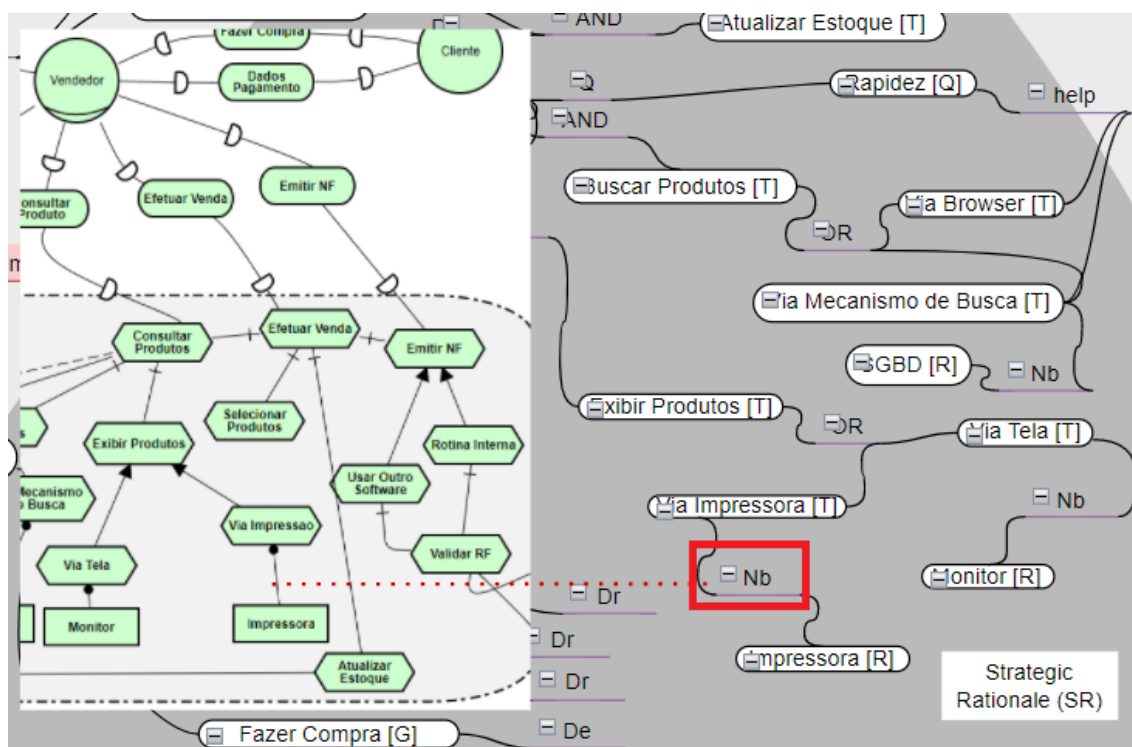 Fazer Compra
Cliente
Vendedor
Dados
Pagamento
Consultar
Produto
Efetuar Venda
Emitir NF
Consultar
Produtos
Efetuar Venda
Emitir NF
Selecionar
Produtos
Exibir Produtos
Rotina Interna
Usar Outro
Software
Mecanismo
de Busca
Via Impressao
Via Tela
Validar RF
Monitor
Impressora
Atualizar
Estoque
AND
Atualizar Estoque [T]
Q
Rapidez [Q]
help
AND
Buscar Produtos [T]
Via Browser [T]
OR
Via Mecanismo de Busca [T]
SGBD [R]
Nb
Exibir Produtos [T]
OR
Via Tela [T]
Via Impressora [T]
Nb
Nb
Monitor [R]
Dr
Dr
Impressora [R]
Dr
De
Fazer Compra [G]
Strategic
Rationale (SR)